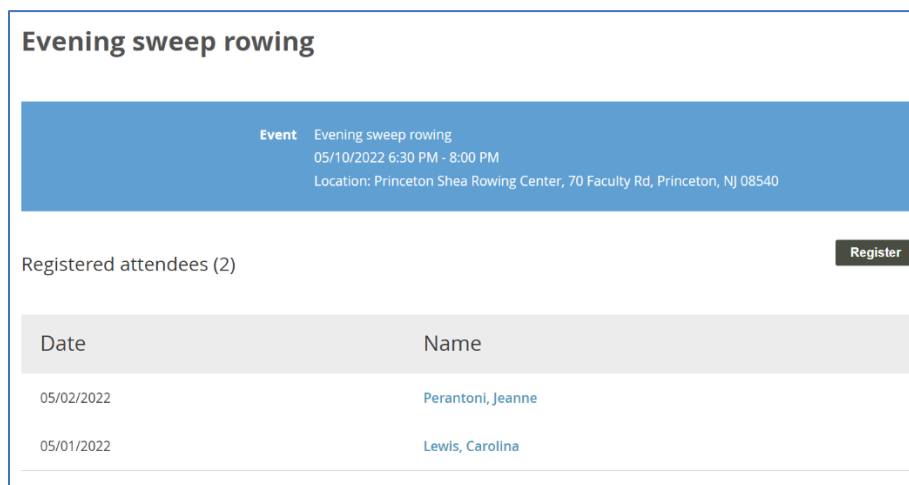 Evening sweep rowing
Event Evening sweep rowing
05/10/2022 6:30 PM - 8:00 PM
Location: Princeton Shea Rowing Center, 70 Faculty Rd, Princeton, NJ 08540
Registered attendees (2)
Register
Date Name
05/02/2022 Perantoni, Jeanne
05/01/2022 Lewis, Carolina